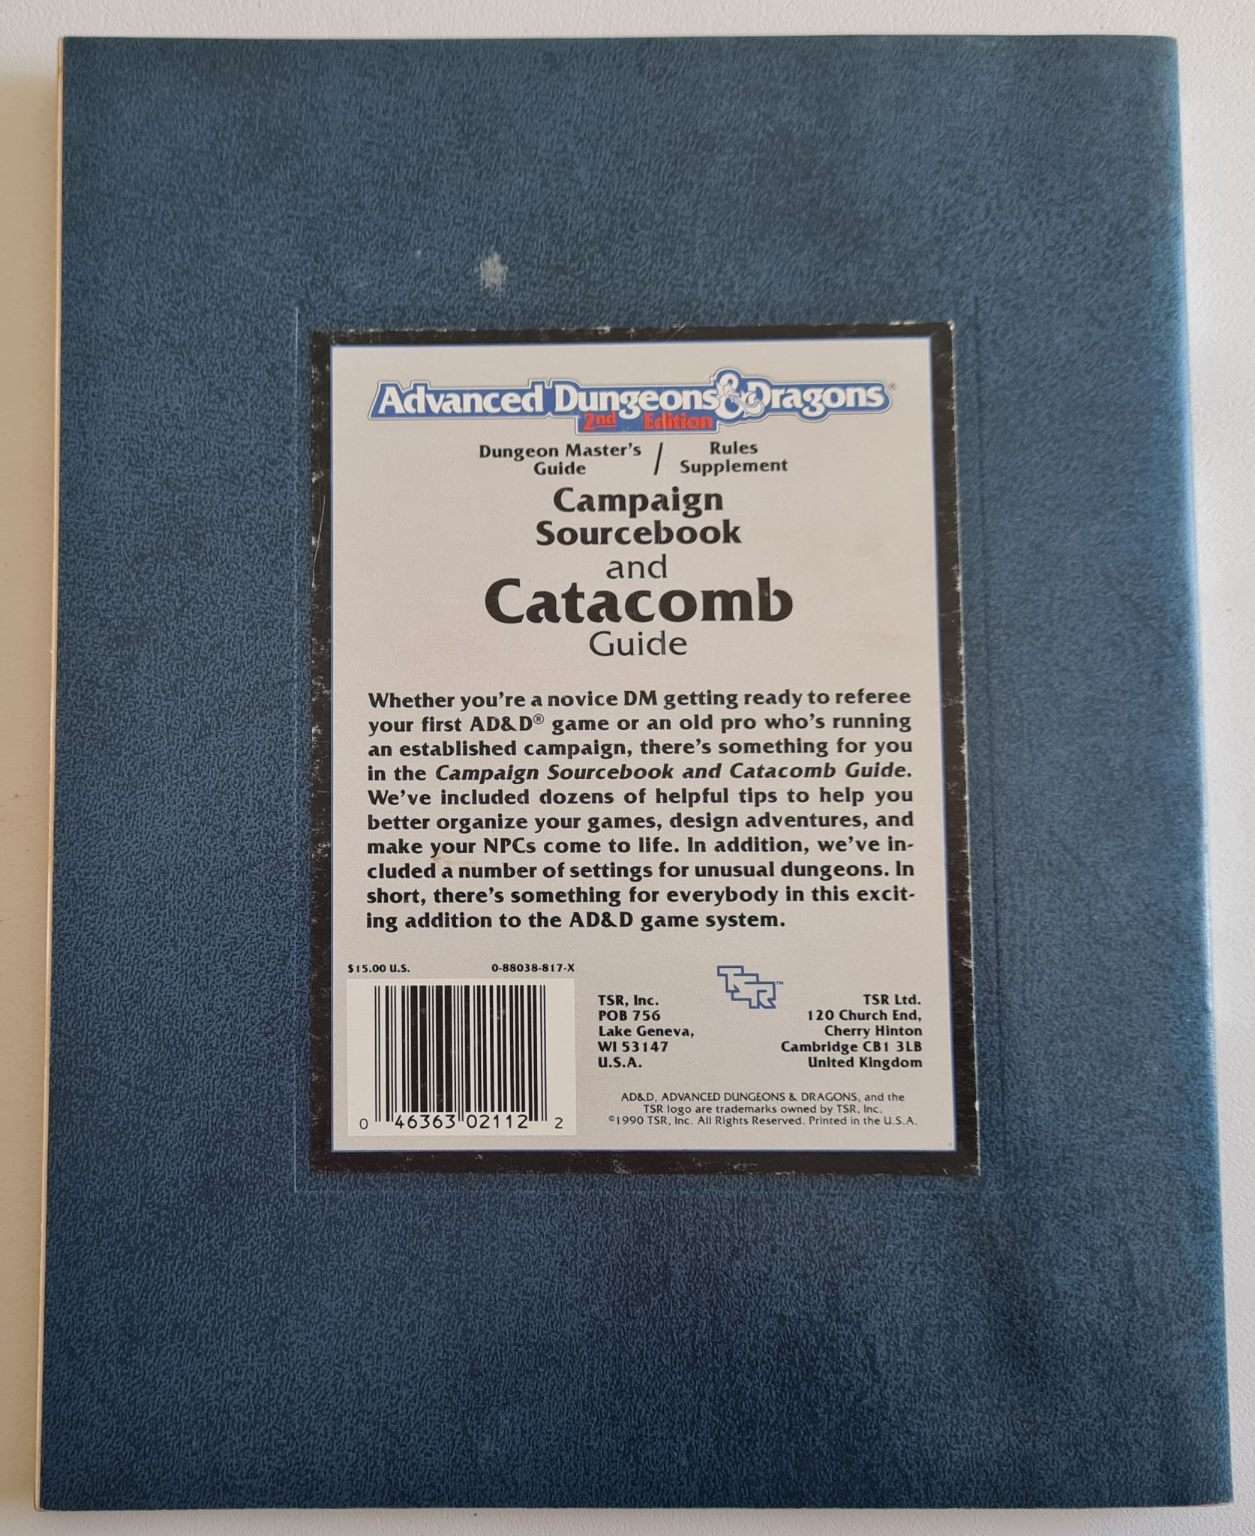 Advanced Dungeons & Dragons®
2nd Edition
Dungeon Master's / Rules
Guide Supplement
Campaign
Sourcebook
and
Catacomb
Guide
Whether you're a novice DM getting ready to referee
your first AD&D® game or an old pro who's running
an established campaign, there's something for you
in the Campaign Sourcebook and Catacomb Guide.
We've included dozens of helpful tips to help you
better organize your games, design adventures, and
make your NPCs come to life. In addition, we've in-
cluded a number of settings for unusual dungeons. In
short, there's something for everybody in this excit-
ing addition to the AD&D game system.
$15.00 U.S. 0-88038-817-X
0 46363 02112 2
TSR, Inc.
POB 756
Lake Geneva,
WI 53147
U.S.A.
TSR™
TSR Ltd.
120 Church End,
Cherry Hinton
Cambridge CB1 3LB
United Kingdom
AD&D, ADVANCED DUNGEONS & DRAGONS, and the
TSR logo are trademarks owned by TSR, Inc.
©1990 TSR, Inc. All Rights Reserved. Printed in the U.S.A.